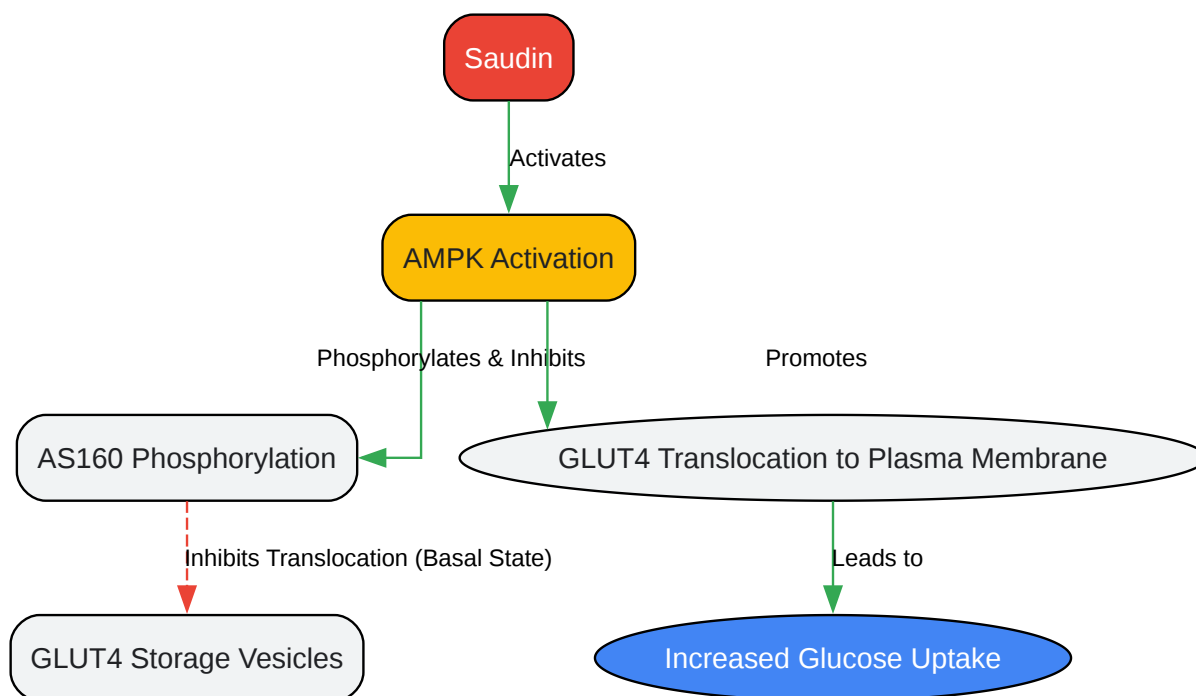 Saudin
Activates
AMPK Activation
Phosphorylates & Inhibits
Promotes
AS160 Phosphorylation
GLUT4 Translocation to Plasma Membrane
Inhibits Translocation (Basal State)
Leads to
GLUT4 Storage Vesicles
Increased Glucose Uptake